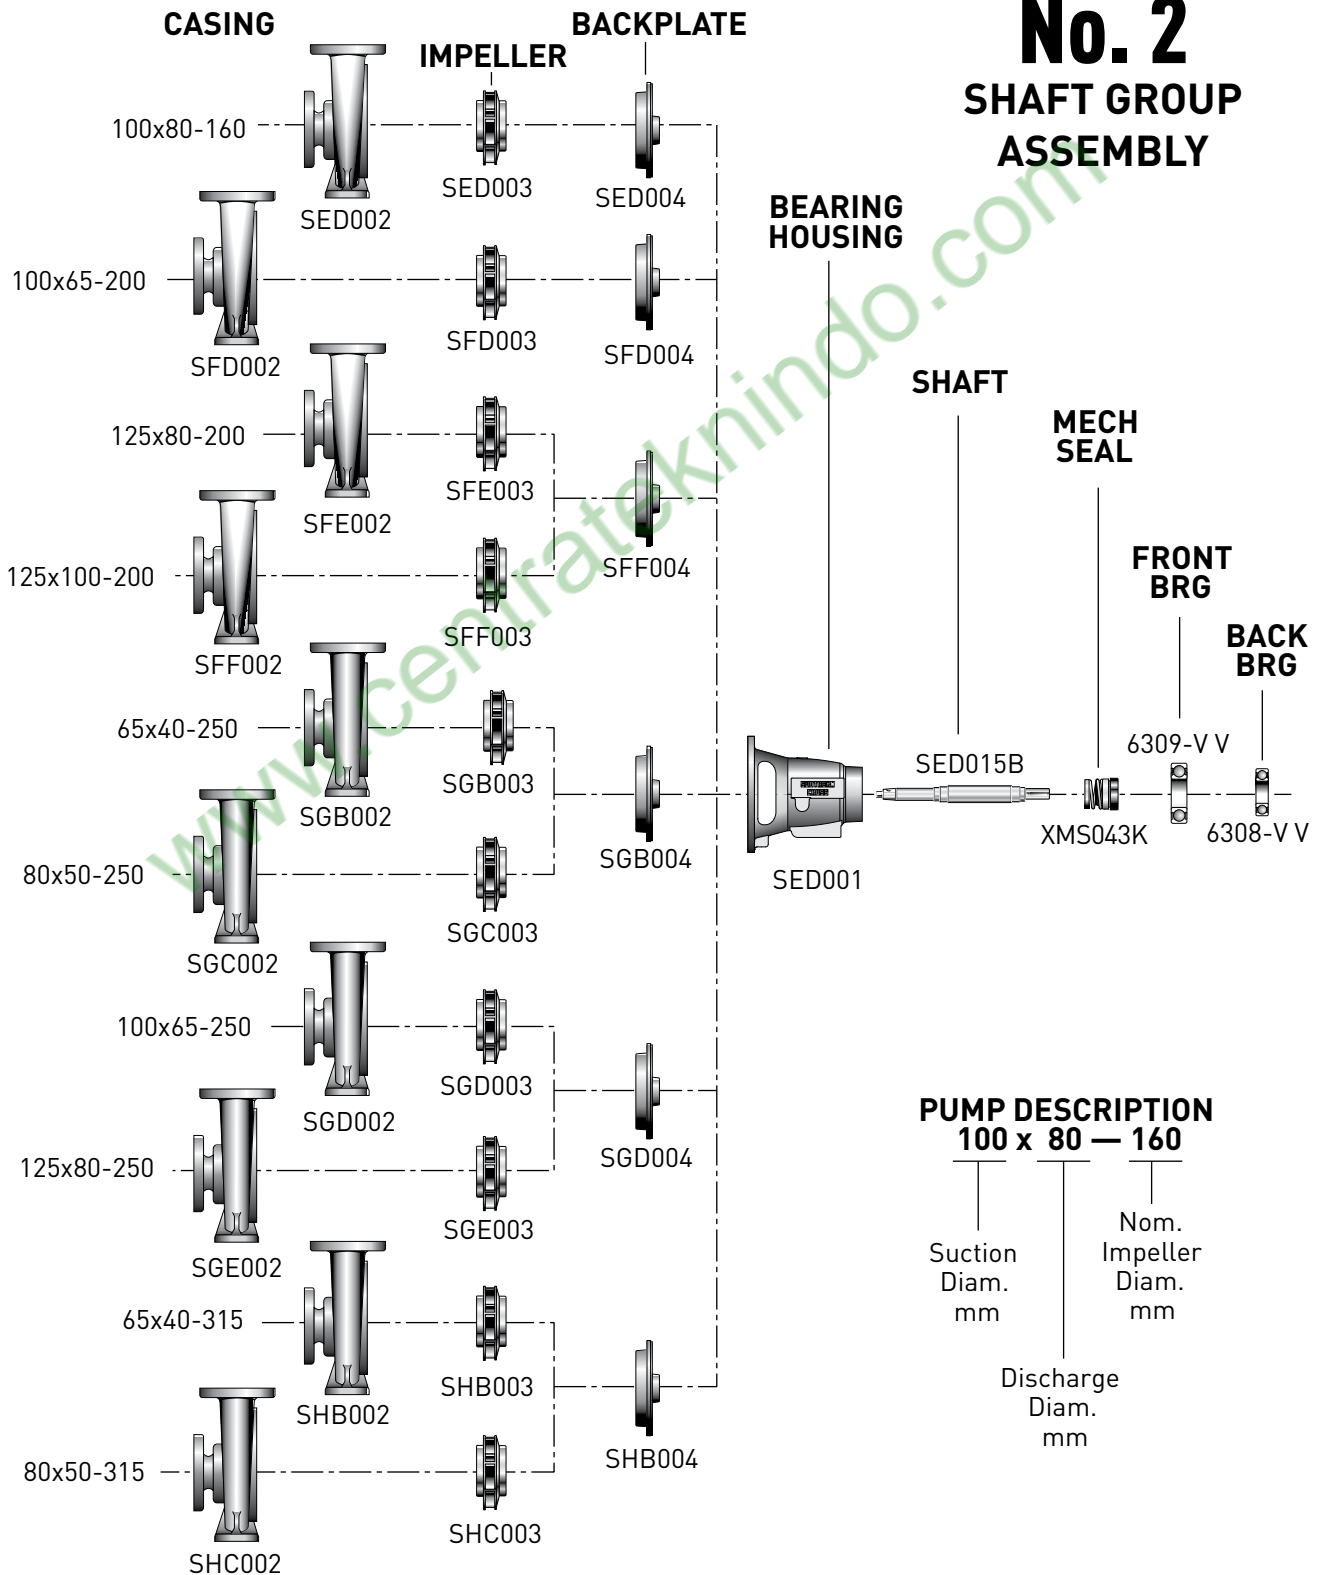 No. 2
SHAFT GROUP
ASSEMBLY
CASING
IMPELLER
BACKPLATE
100x80-160
SED002
SED003
SED004
100x65-200
SFD002
SFD003
SFD004
125x80-200
SFE002
SFE003
125x100-200
SFF002
SFF003
SFF004
65x40-250
SGB002
SGB003
80x50-250
SGC002
SGC003
SGB004
100x65-250
SGD002
SGD003
125x80-250
SGE002
SGE003
SGD004
65x40-315
SHB002
SHB003
80x50-315
SHC002
SHC003
SHB004
BEARING
HOUSING
SED001
SHAFT
SED015B
MECH
SEAL
XMS043K
FRONT
BRG
6309-V V
BACK
BRG
6308-V V
PUMP DESCRIPTION
100 x 80 — 160
Suction
Diam.
mm
Discharge
Diam.
mm
Nom.
Impeller
Diam.
mm
www.centrateknindo.com